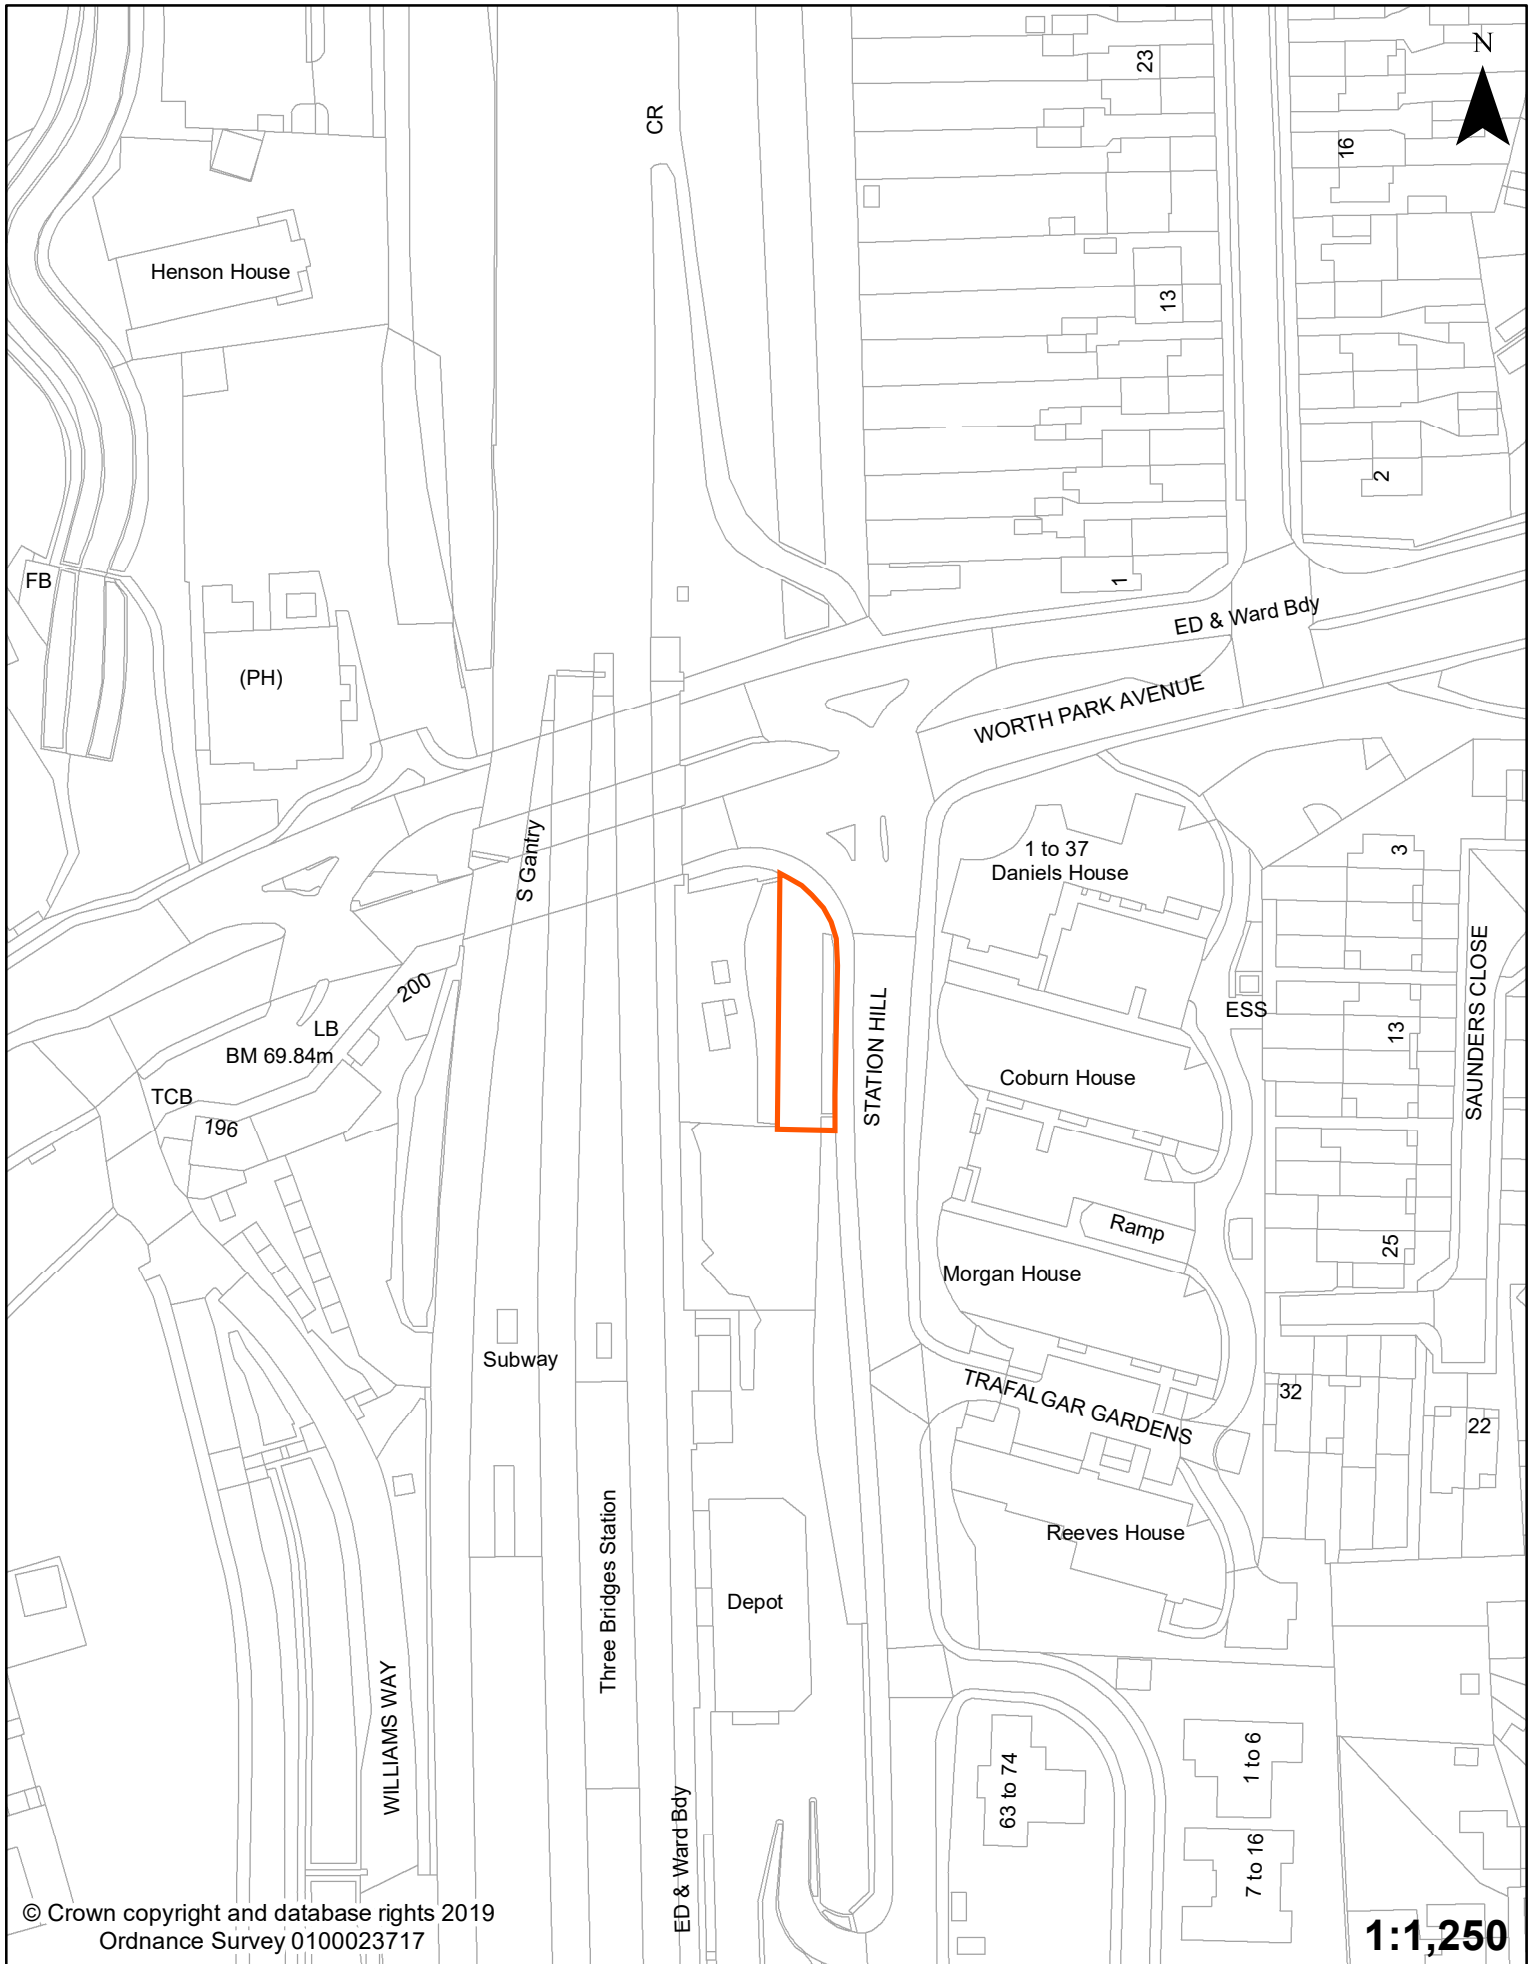 N
23
CR
16
Henson House
13
2
FB
1
ED & Ward Bdy
(PH)
WORTH PARK AVENUE
S Gantry
1 to 37
Daniels House
3
200
LB
BM 69.84m
TCB
196
STATION HILL
ESS
13
SAUNDERS CLOSE
Coburn House
Ramp
25
Morgan House
Subway
TRAFALGAR GARDENS
32
22
Three Bridges Station
Reeves House
Depot
WILLIAMS WAY
ED & Ward Bdy
63 to 74
1 to 6
7 to 16
© Crown copyright and database rights 2019
Ordnance Survey 0100023717
1:1,250